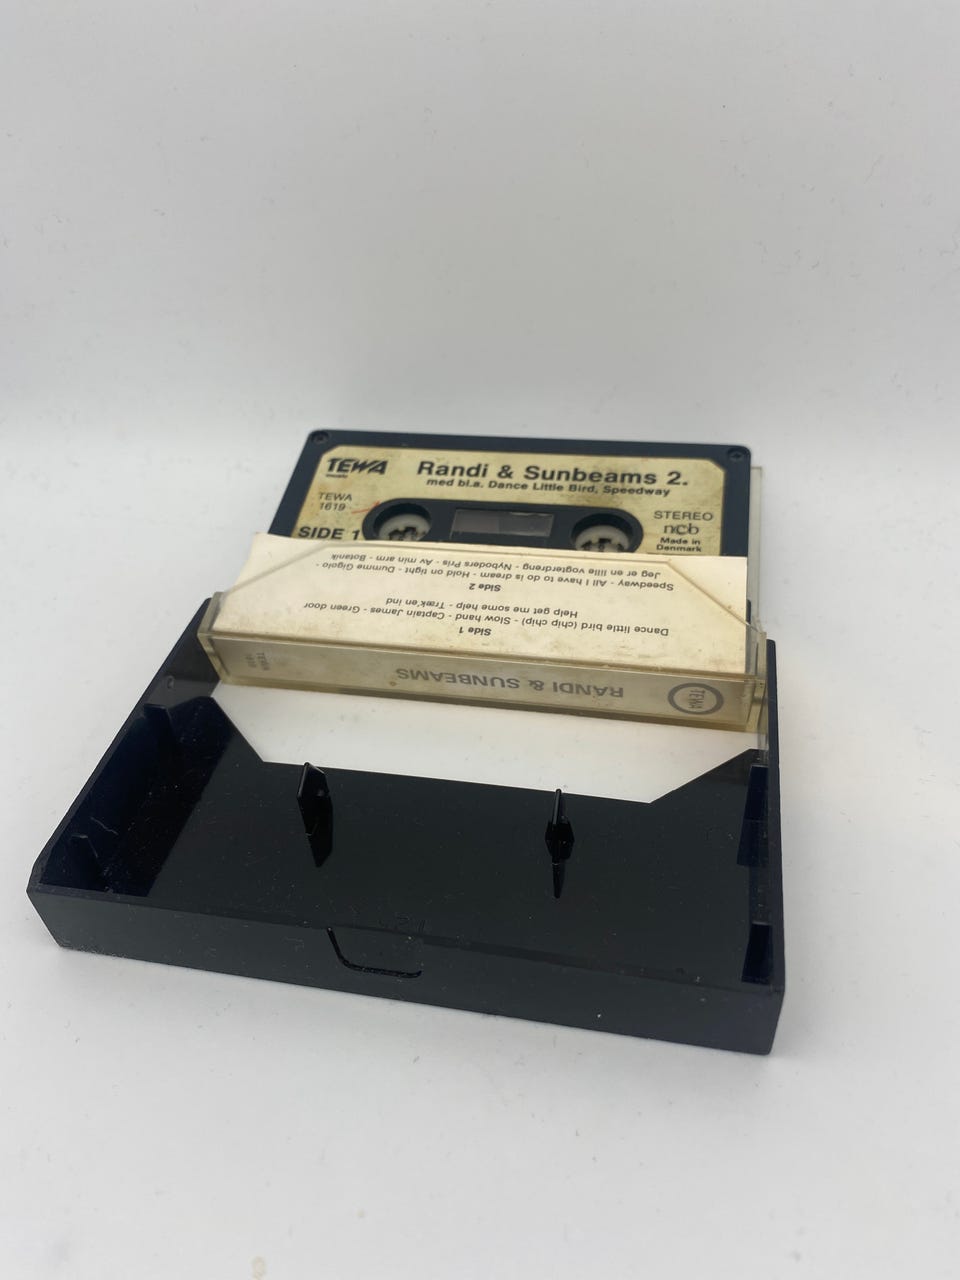 TEWA
music
Randi & Sunbeams 2.
med bl.a. Dance Little Bird, Speedway
TEWA
1619
SIDE 1
STEREO
ncb
Made in
Denmark
Side 1
Dance little bird (chip chip) - Slow hand - Captain James - Green door
Help get me some help - Træk'en ind
Side 2
Speedway - All I have to do is dream - Hold on tight - Dumme Gigolo -
Jeg er en lille vogterdreng - Nyboders Pris - Av min arm - Botanik
TEWA
RANDI & SUNBEAMS
TEWA